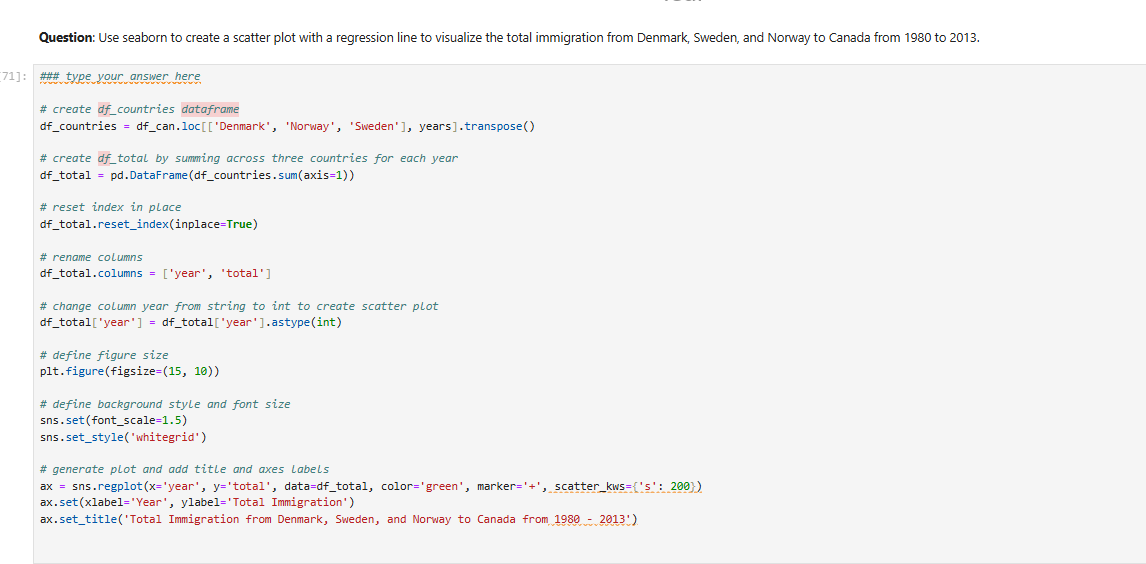 Question: Use seaborn to create a scatter plot with a regression line to visualize the total immigration from Denmark, Sweden, and Norway to Canada from 1980 to 2013.
71]:
### type your answer here
# create df_countries dataframe
df_countries = df_can.loc[['Denmark', 'Norway', 'Sweden'], years].transpose()
# create df_total by summing across three countries for each year
df_total = pd.DataFrame(df_countries.sum(axis=1))
# reset index in place
df_total.reset_index(inplace=True)
# rename columns
df_total.columns = ['year', 'total']
# change column year from string to int to create scatter plot
df_total['year'] = df_total['year'].astype(int)
# define figure size
plt.figure(figsize=(15, 10))
# define background style and font size
sns.set(font_scale=1.5)
sns.set_style('whitegrid')
# generate plot and add title and axes labels
ax = sns.regplot(x='year', y='total', data=df_total, color='green', marker='+', scatter_kws={'s': 200})
ax.set(xlabel='Year', ylabel='Total Immigration')
ax.set_title('Total Immigration from Denmark, Sweden, and Norway to Canada from 1980 - 2013')